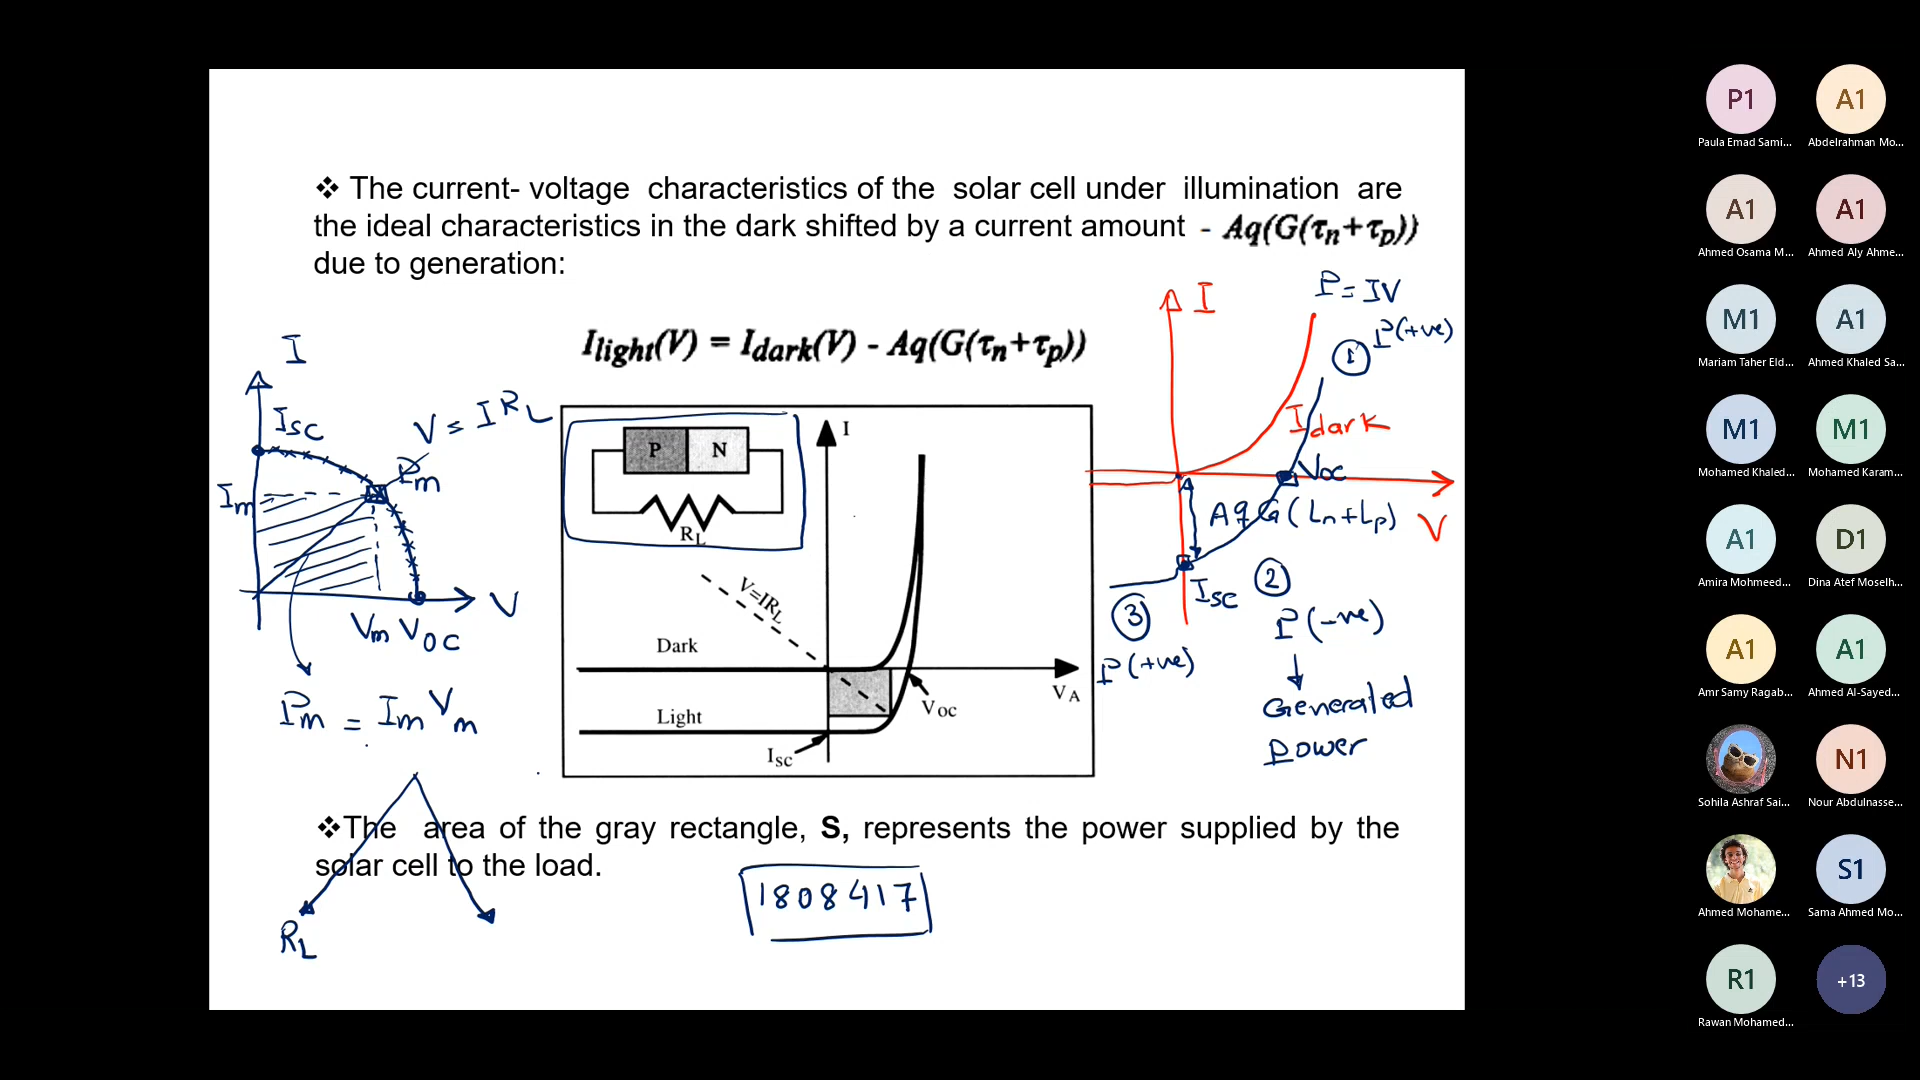 ❖ The current- voltage characteristics of the solar cell under illumination are
the ideal characteristics in the dark shifted by a current amount - Aq(G(τn+τp))
due to generation:
Ilight(V) = Idark(V) - Aq(G(τn+τp))
I
Isc
V = I RL
Pm
Im
V
Vm Voc
Pm = Im Vm
RL
P N
RL
I
V=IRL
Dark
Light
VA
Voc
Isc
I
P = IV
① P(+ve)
Idark
Voc
AqG(Ln+Lp)
V
Isc
②
P(-ve)
③
P(+ve)
Generated
power
❖The area of the gray rectangle, S, represents the power supplied by the
solar cell to the load.
1808417
P1
Paula Emad Sami...
A1
Abdelrahman Mo...
A1
Ahmed Osama M...
A1
Ahmed Aly Ahme...
M1
Mariam Taher Eld...
A1
Ahmed Khaled Sa...
M1
Mohamed Khaled...
M1
Mohamed Karam...
A1
Amira Mohmeed...
D1
Dina Atef Moselh...
A1
Amr Samy Ragab...
A1
Ahmed Al-Sayed...
Sohila Ashraf Sai...
N1
Nour Abdulnasse...
Ahmed Mohame...
S1
Sama Ahmed Mo...
R1
Rawan Mohamed...
+13